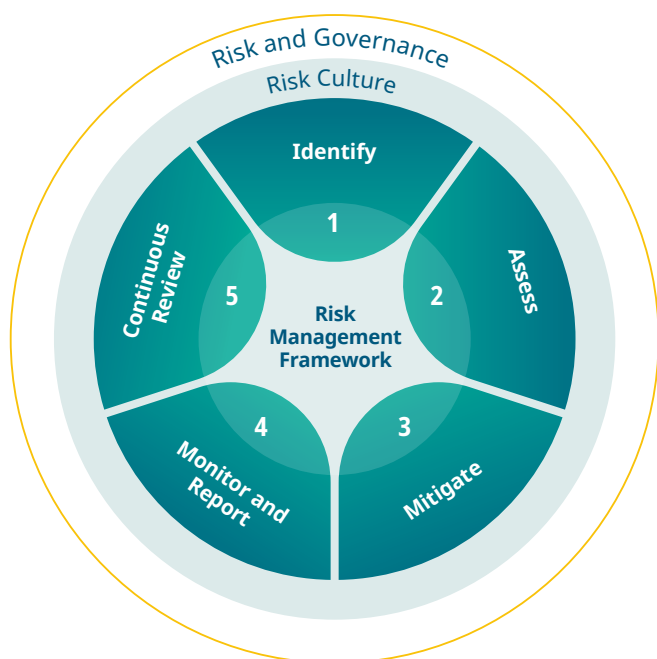 Risk and Governance
Risk Culture
Identify
1
Assess
2
Mitigate
3
Monitor and
Report
4
Continuous
Review
5
Risk
Management
Framework